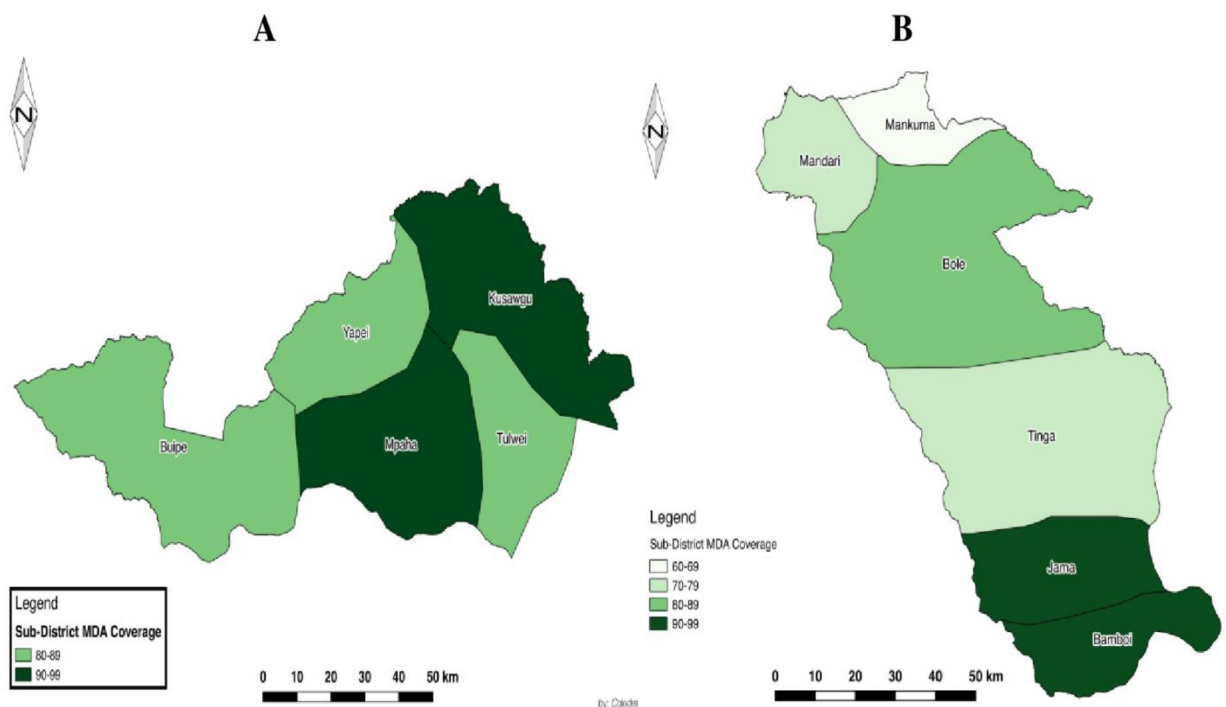 A
N
Kusawgu
Yapei
Buipe
Mpaha
Tulwei
Legend
Sub-District MDA Coverage
80-89
90-99
0 10 20 30 40 50 km
B
N
Mankuma
Mandari
Bole
Tinga
Jama
Bamboi
Legend
Sub-District MDA Coverage
60-69
70-79
80-89
90-99
0 10 20 30 40 50 km